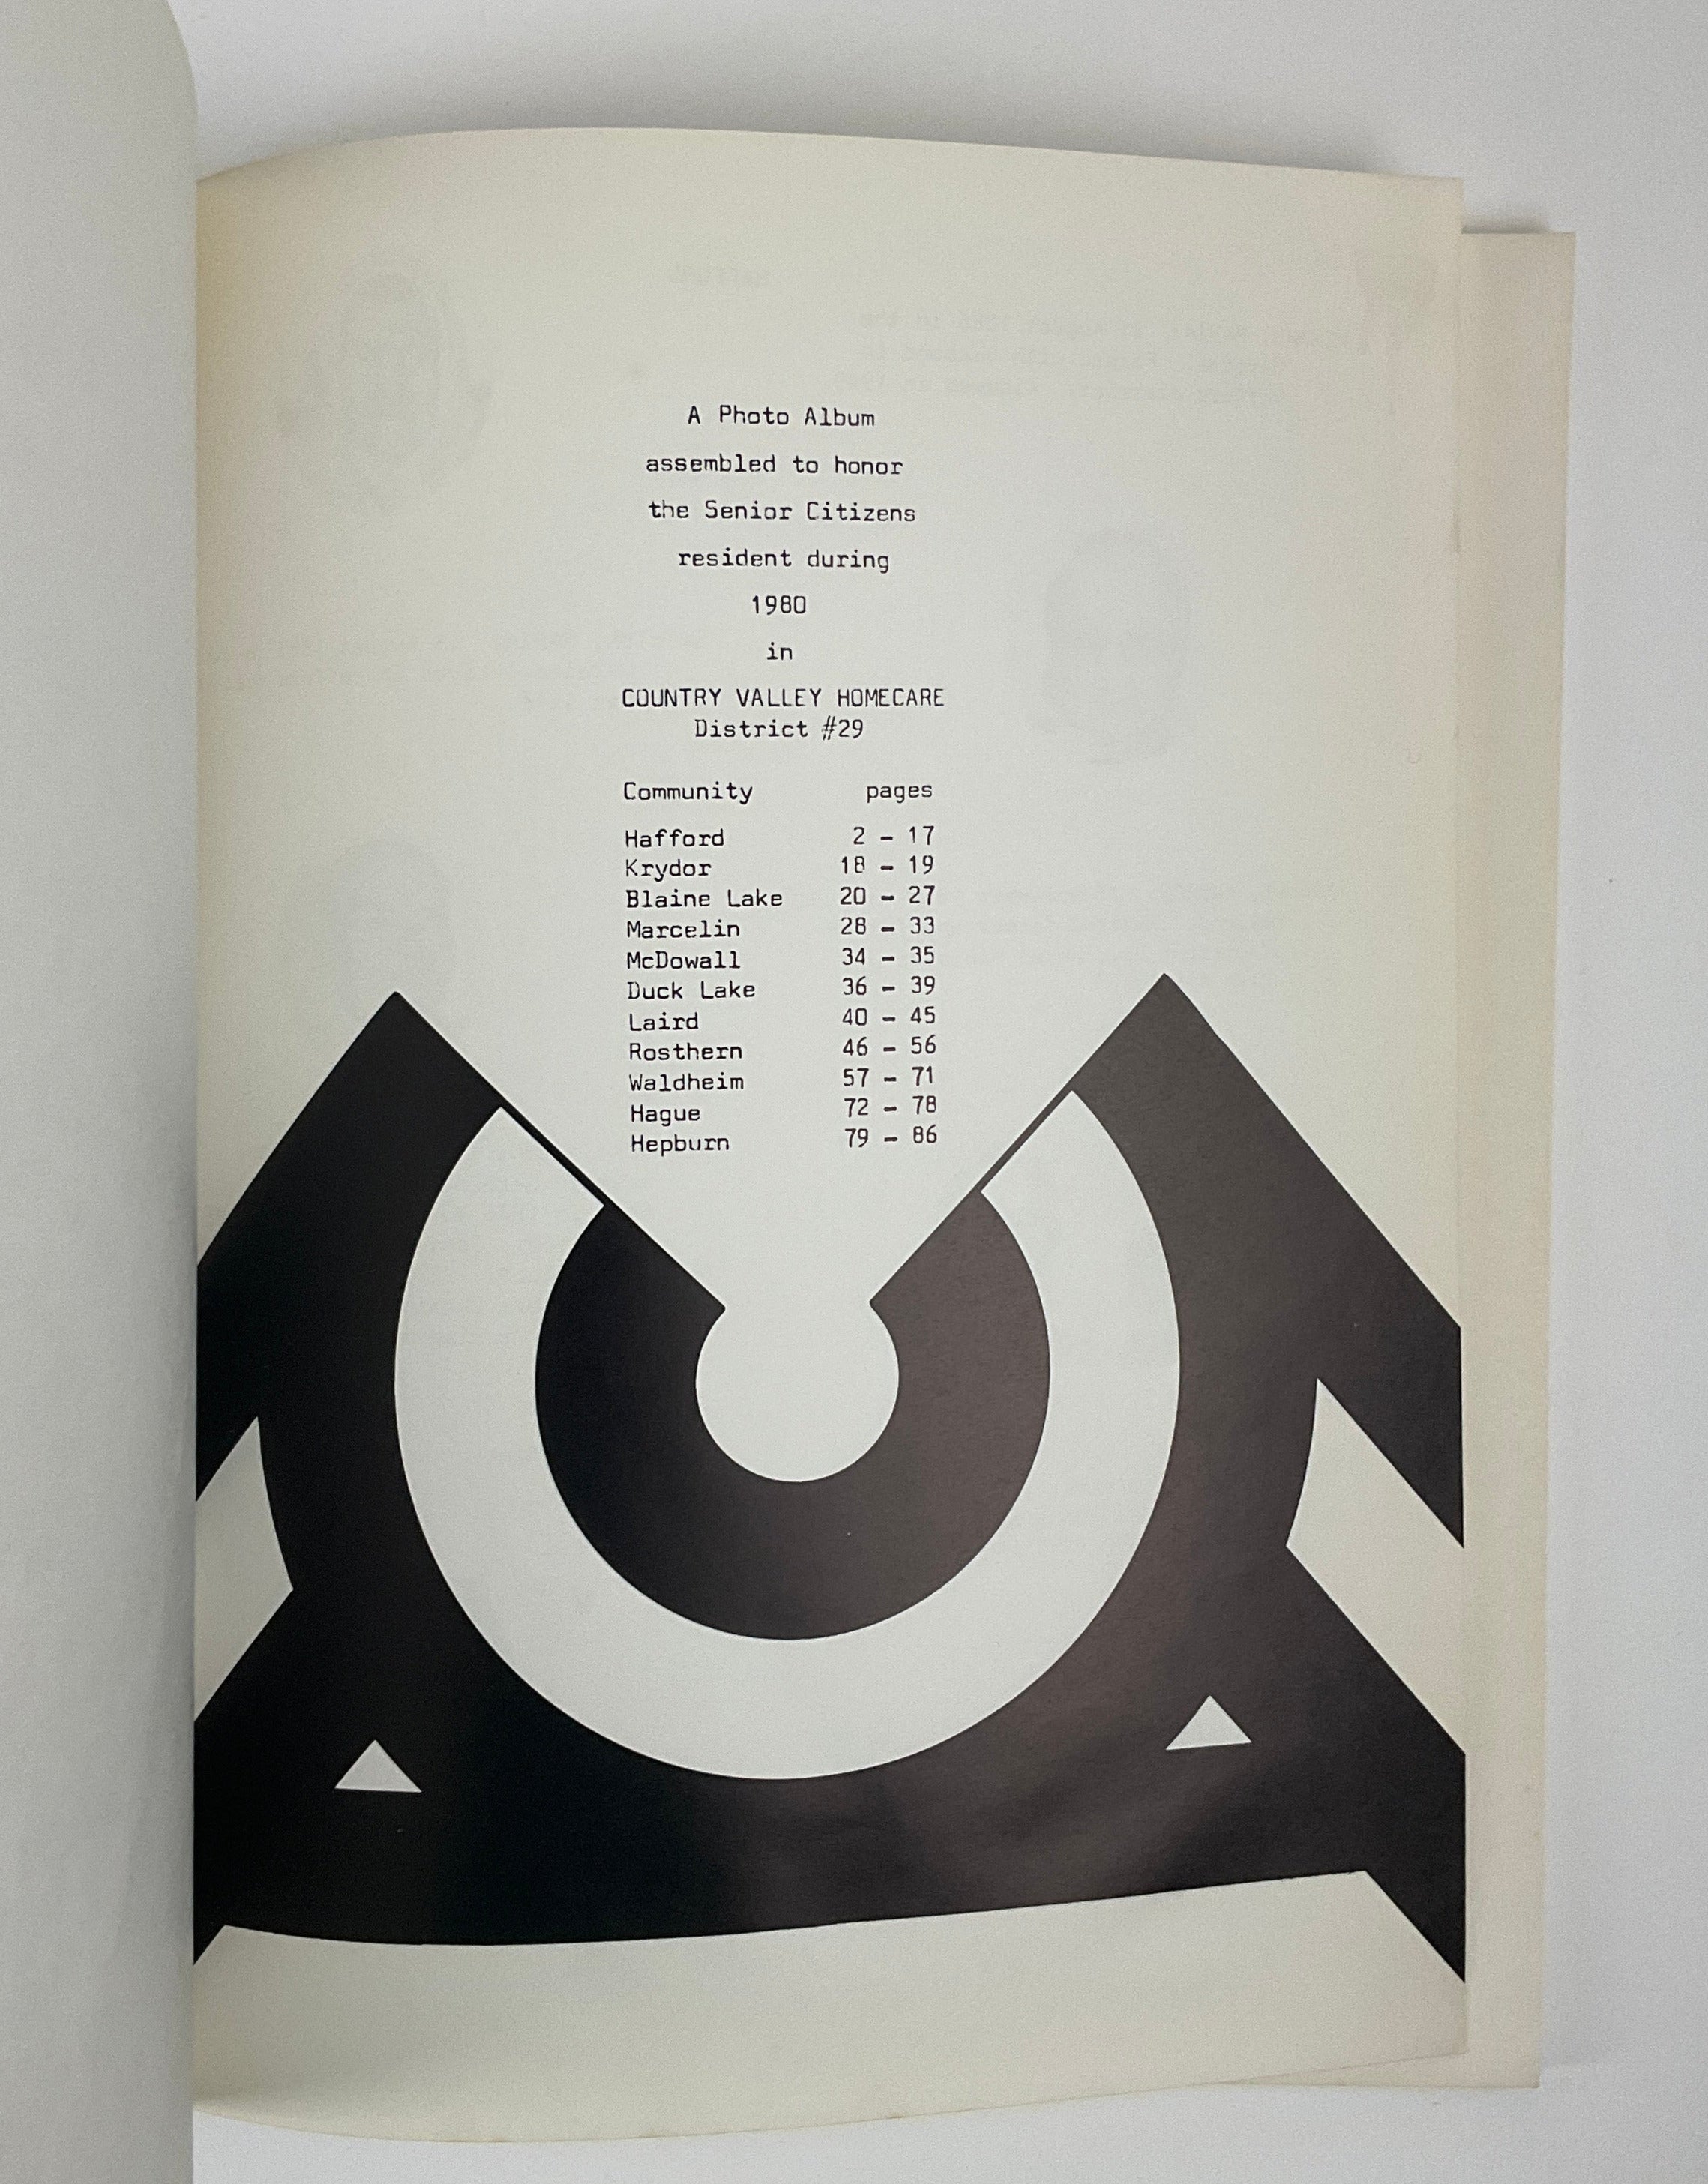 A Photo Album
assembled to honor
the Senior Citizens
resident during
1980
in
COUNTRY VALLEY HOMECARE
District #29
Community pages
Hafford 2 - 17
Krydor 18 - 19
Blaine Lake 20 - 27
Marcelin 28 - 33
McDowall 34 - 35
Duck Lake 36 - 39
Laird 40 - 45
Rosthern 46 - 56
Waldheim 57 - 71
Hague 72 - 78
Hepburn 79 - 86